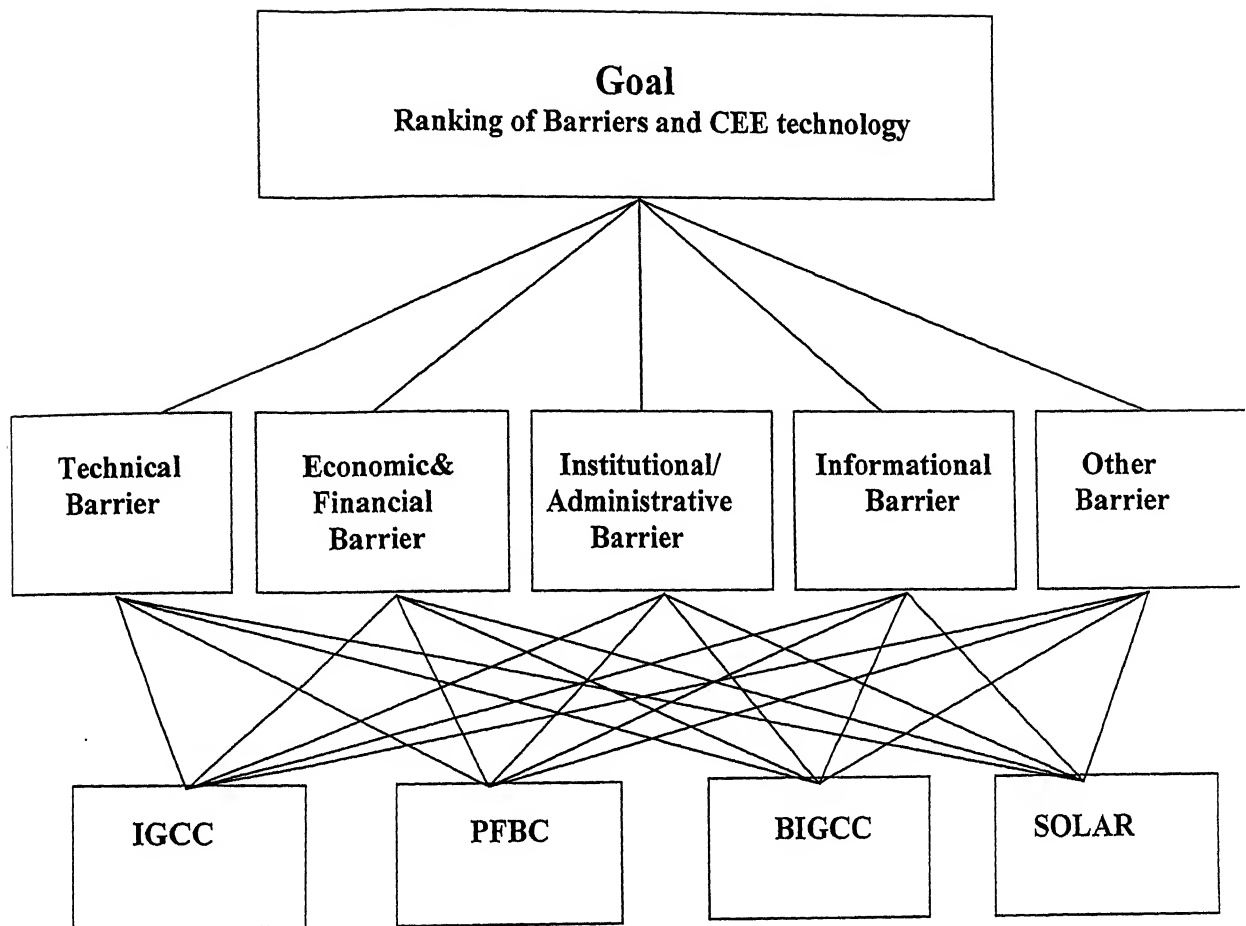 Goal
Ranking of Barriers and CEE technology
Technical
Barrier
Economic&
Financial
Barrier
Institutional/
Administrative
Barrier
Informational
Barrier
Other
Barrier
IGCC
PFBC
BIGCC
SOLAR